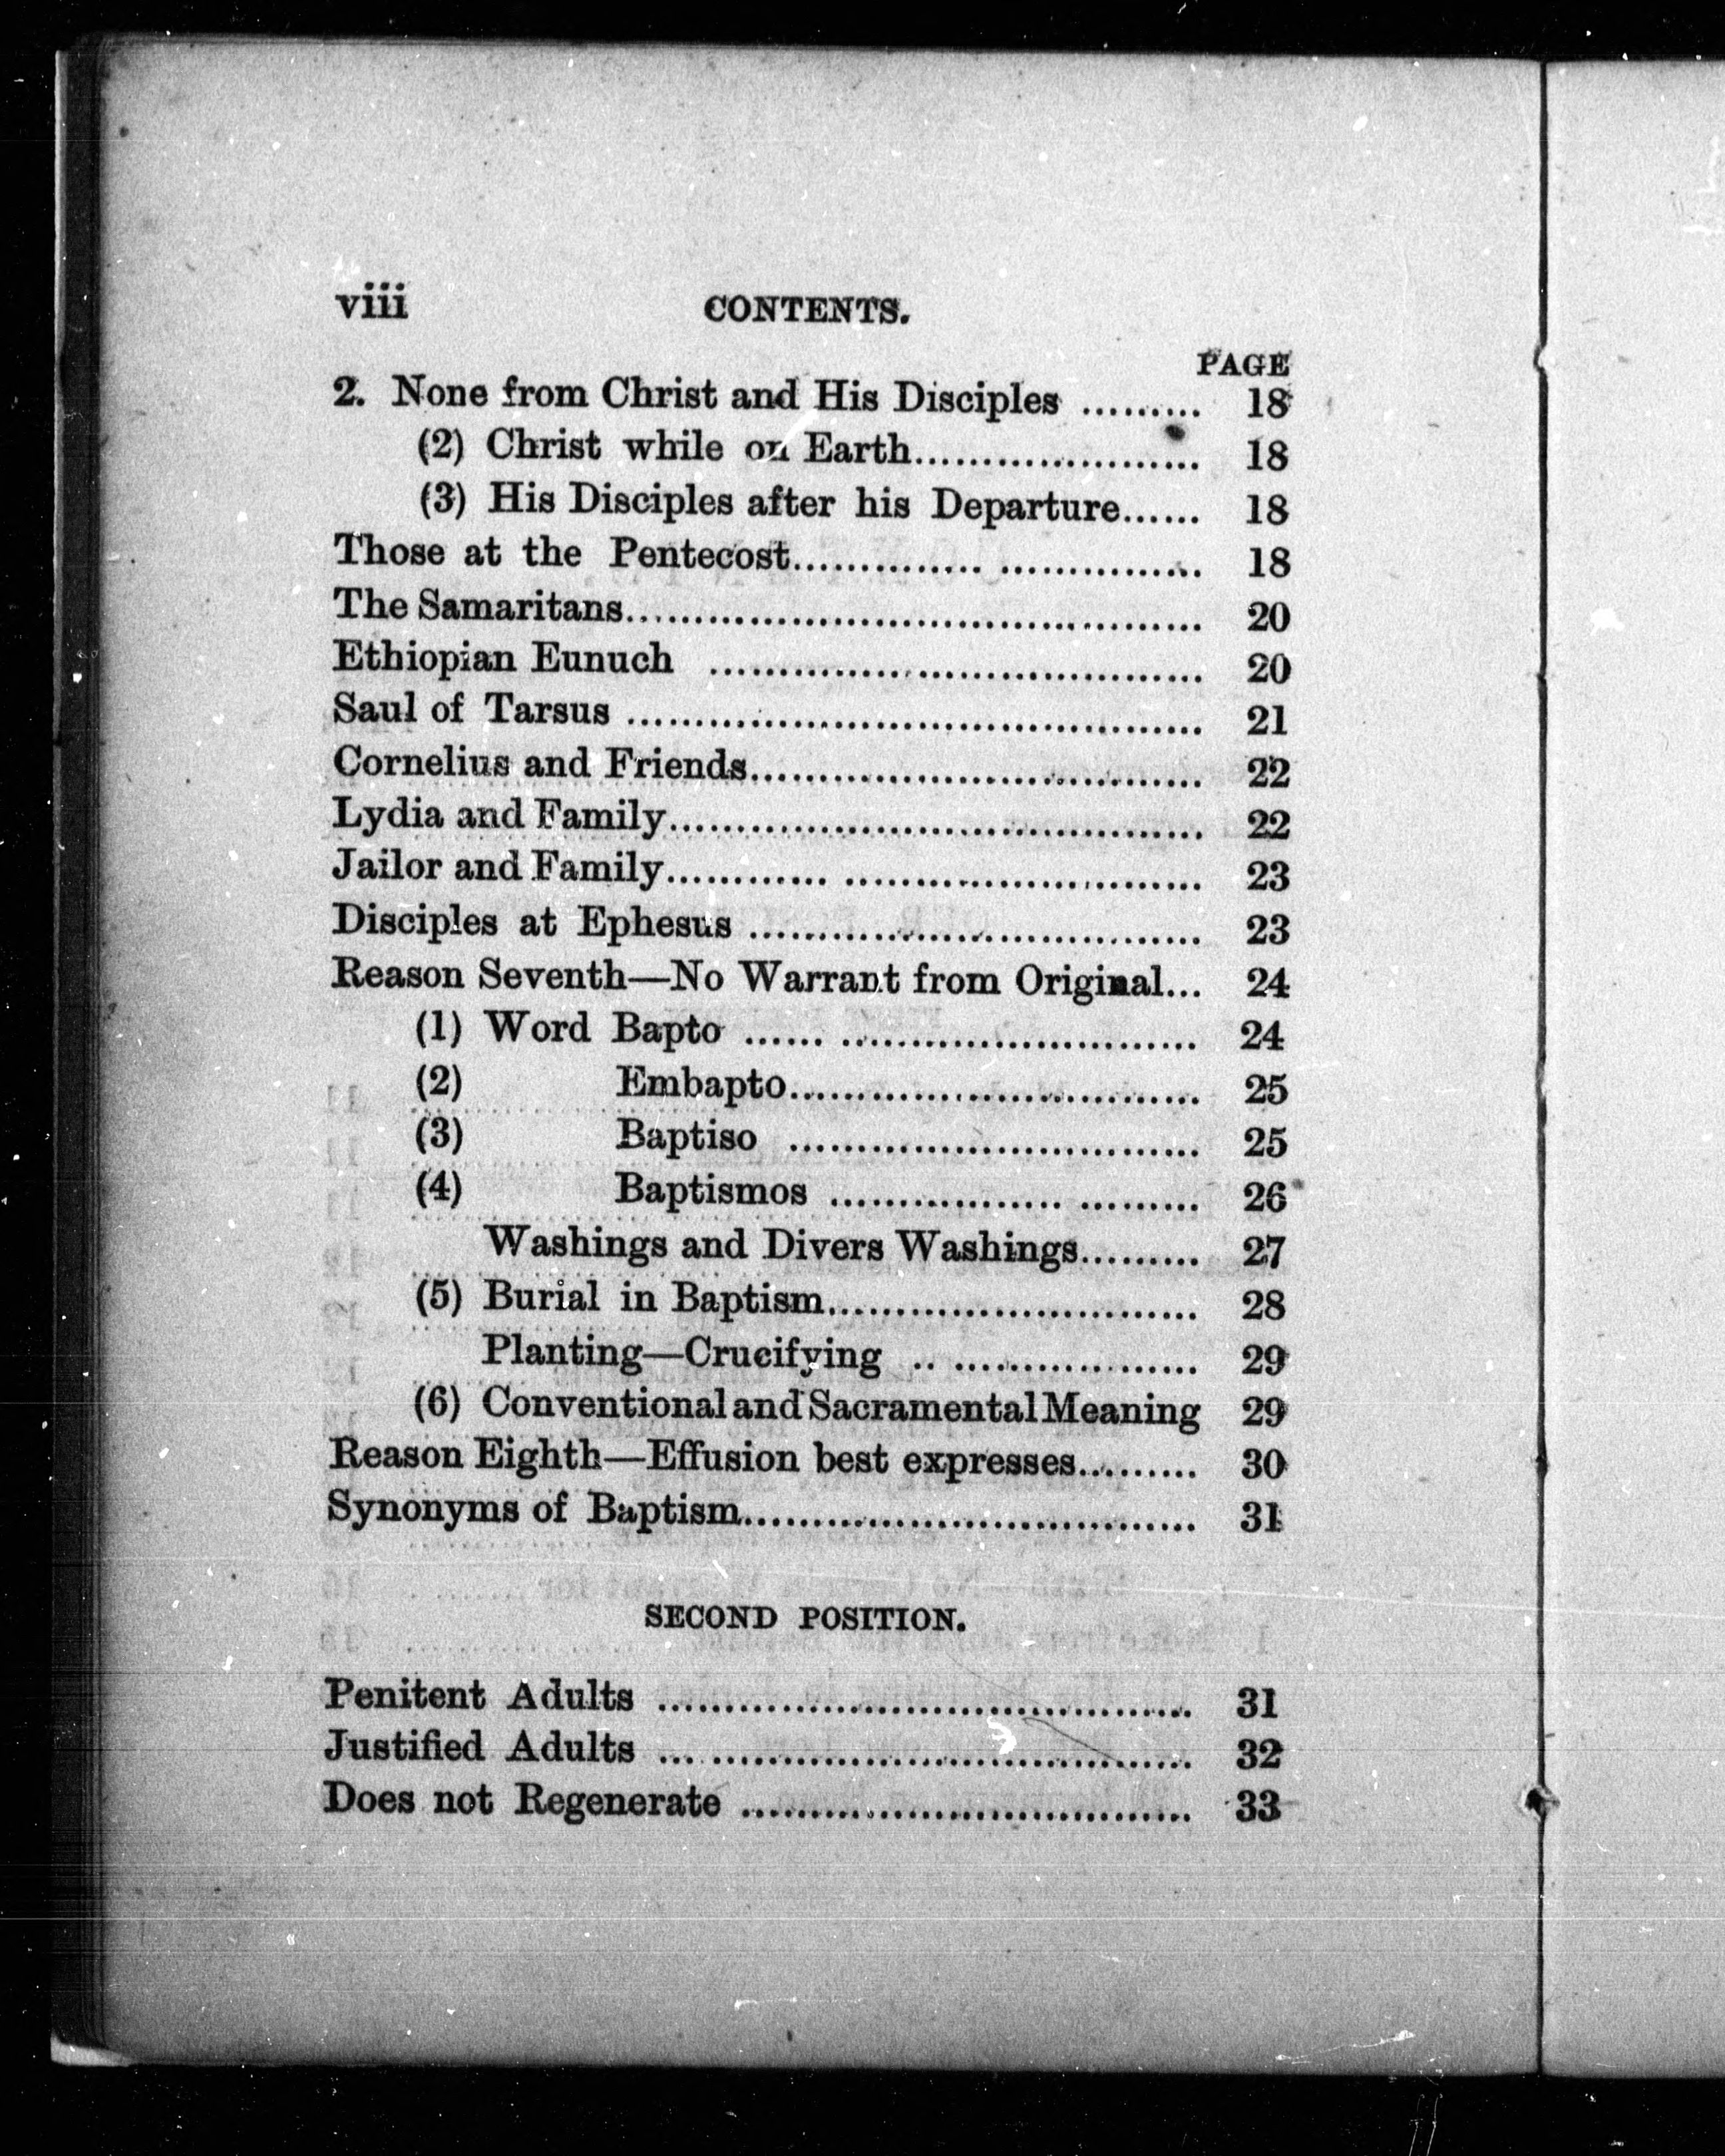 viii CONTENTS.
PAGE
2. None from Christ and His Disciples ......... 18
(2) Christ while on Earth..................... 18
(3) His Disciples after his Departure...... 18
Those at the Pentecost.............. ............... 18
The Samaritans.......................................... 20
Ethiopian Eunuch .................................... 20
Saul of Tarsus .......................................... 21
Cornelius and Friends................................. 22
Lydia and Family....................................... 22
Jailor and Family............ .......................... 23
Disciples at Ephesus ................................. 23
Reason Seventh—No Warrant from Original... 24
(1) Word Bapto ...... .......................... 24
(2) Embapto.............................. 25
(3) Baptiso .............................. 25
(4) Baptismos ................. ......... 26
Washings and Divers Washings......... 27
(5) Burial in Baptism........................... 28
Planting—Crucifying .. .................. 29
(6) Conventional and Sacramental Meaning 29
Reason Eighth—Effusion best expresses......... 30
Synonyms of Baptism................................. 31
SECOND POSITION.
Penitent Adults ....................................... 31
Justified Adults ... ................................... 32
Does not Regenerate ................................. 33